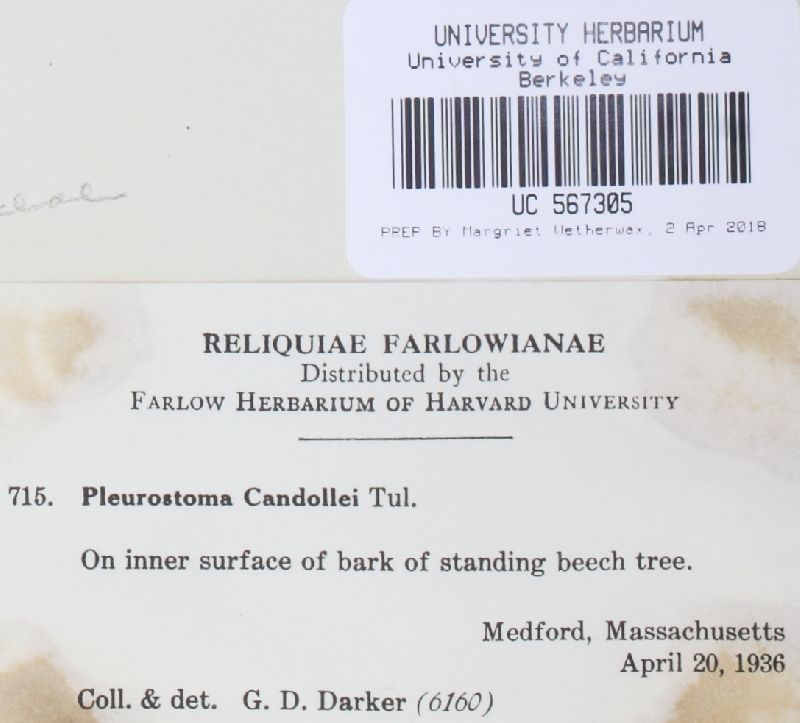 UNIVERSITY HERBARIUM
University of California
Berkeley
UC 567305
PREP BY Margriet Wetherwax, 2 Apr 2018
RELIQUIAE FARLOWIANAE
Distributed by the
FARLOW HERBARIUM OF HARVARD UNIVERSITY
715. Pleurostoma Candollei Tul.
On inner surface of bark of standing beech tree.
Medford, Massachusetts
April 20, 1936
Coll. & det. G. D. Darker (6160)